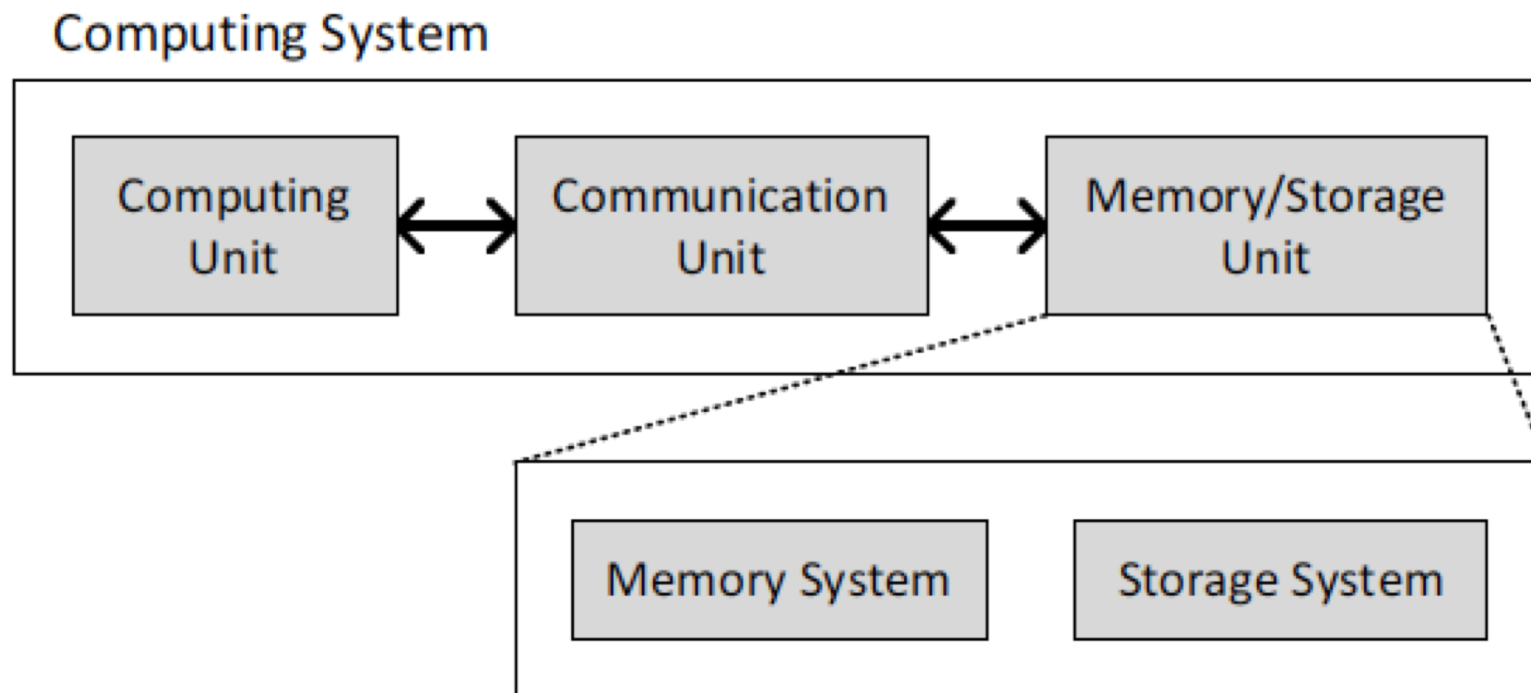 Computing System
Computing
Unit
Communication
Unit
Memory/Storage
Unit
Memory System
Storage System